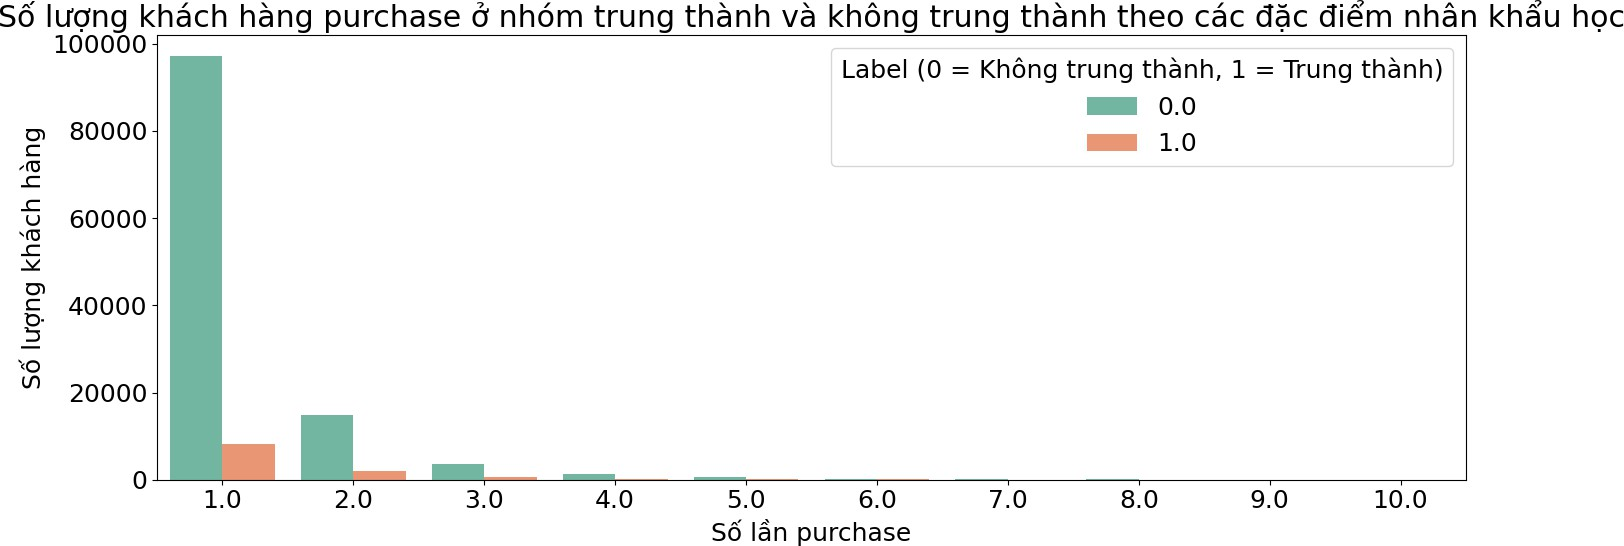 Số lượng khách hàng purchase ở nhóm trung thành và không trung thành theo các đặc điểm nhân khẩu học
Số lượng khách hàng
100000
80000
60000
40000
20000
0
Label (0 = Không trung thành, 1 = Trung thành)
0.0
1.0
1.0 2.0 3.0 4.0 5.0 6.0 7.0 8.0 9.0 10.0
Số lần purchase